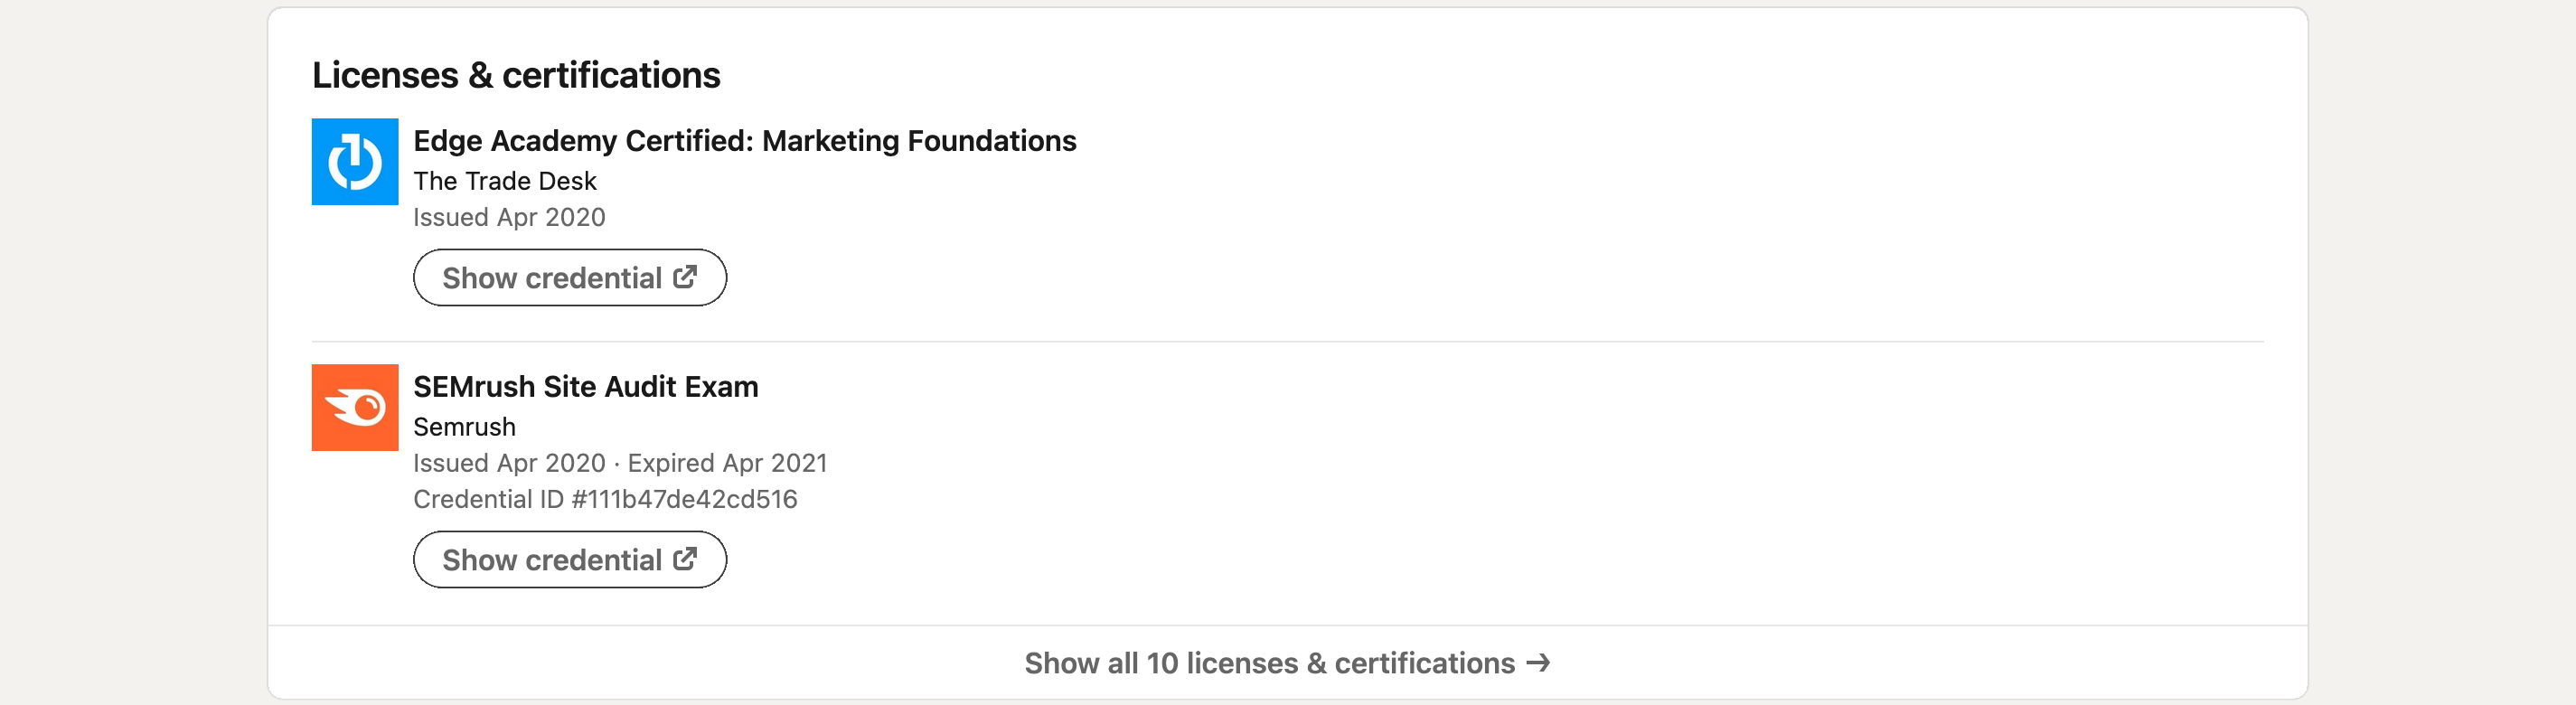 Licenses & certifications
Edge Academy Certified: Marketing Foundations
The Trade Desk
Issued Apr 2020
Show credential
SEMrush Site Audit Exam
Semrush
Issued Apr 2020 · Expired Apr 2021
Credential ID #111b47de42cd516
Show credential
Show all 10 licenses & certifications →